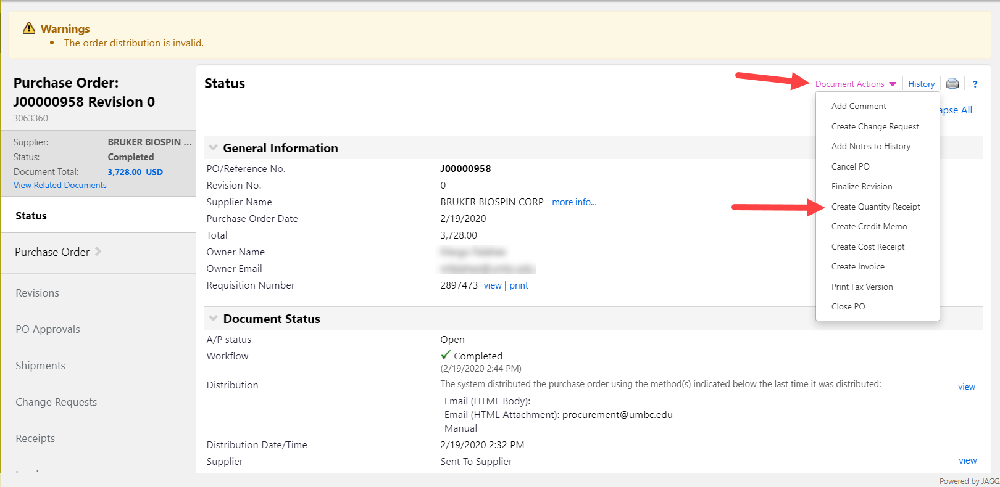 Warnings
• The order distribution is invalid.
Purchase Order:
J00000958 Revision 0
3063360
Supplier: BRUKER BIOSPIN ...
Status: Completed
Document Total: 3,728.00 USD
View Related Documents
Status
Purchase Order
Revisions
PO Approvals
Shipments
Change Requests
Receipts
Status
Document Actions History ?
apse All
Add Comment
Create Change Request
Add Notes to History
Cancel PO
Finalize Revision
Create Quantity Receipt
Create Credit Memo
Create Cost Receipt
Create Invoice
Print Fax Version
Close PO
General Information
PO/Reference No. J00000958
Revision No. 0
Supplier Name BRUKER BIOSPIN CORP more info...
Purchase Order Date 2/19/2020
Total 3,728.00
Owner Name
Owner Email
Requisition Number 2897473 view | print
Document Status
A/P status Open
Workflow Completed
(2/19/2020 2:44 PM)
Distribution The system distributed the purchase order using the method(s) indicated below the last time it was distributed: view
Email (HTML Body):
Email (HTML Attachment): procurement@umbc.edu
Manual
Distribution Date/Time 2/19/2020 2:32 PM
Supplier Sent To Supplier view
Powered by JAGG